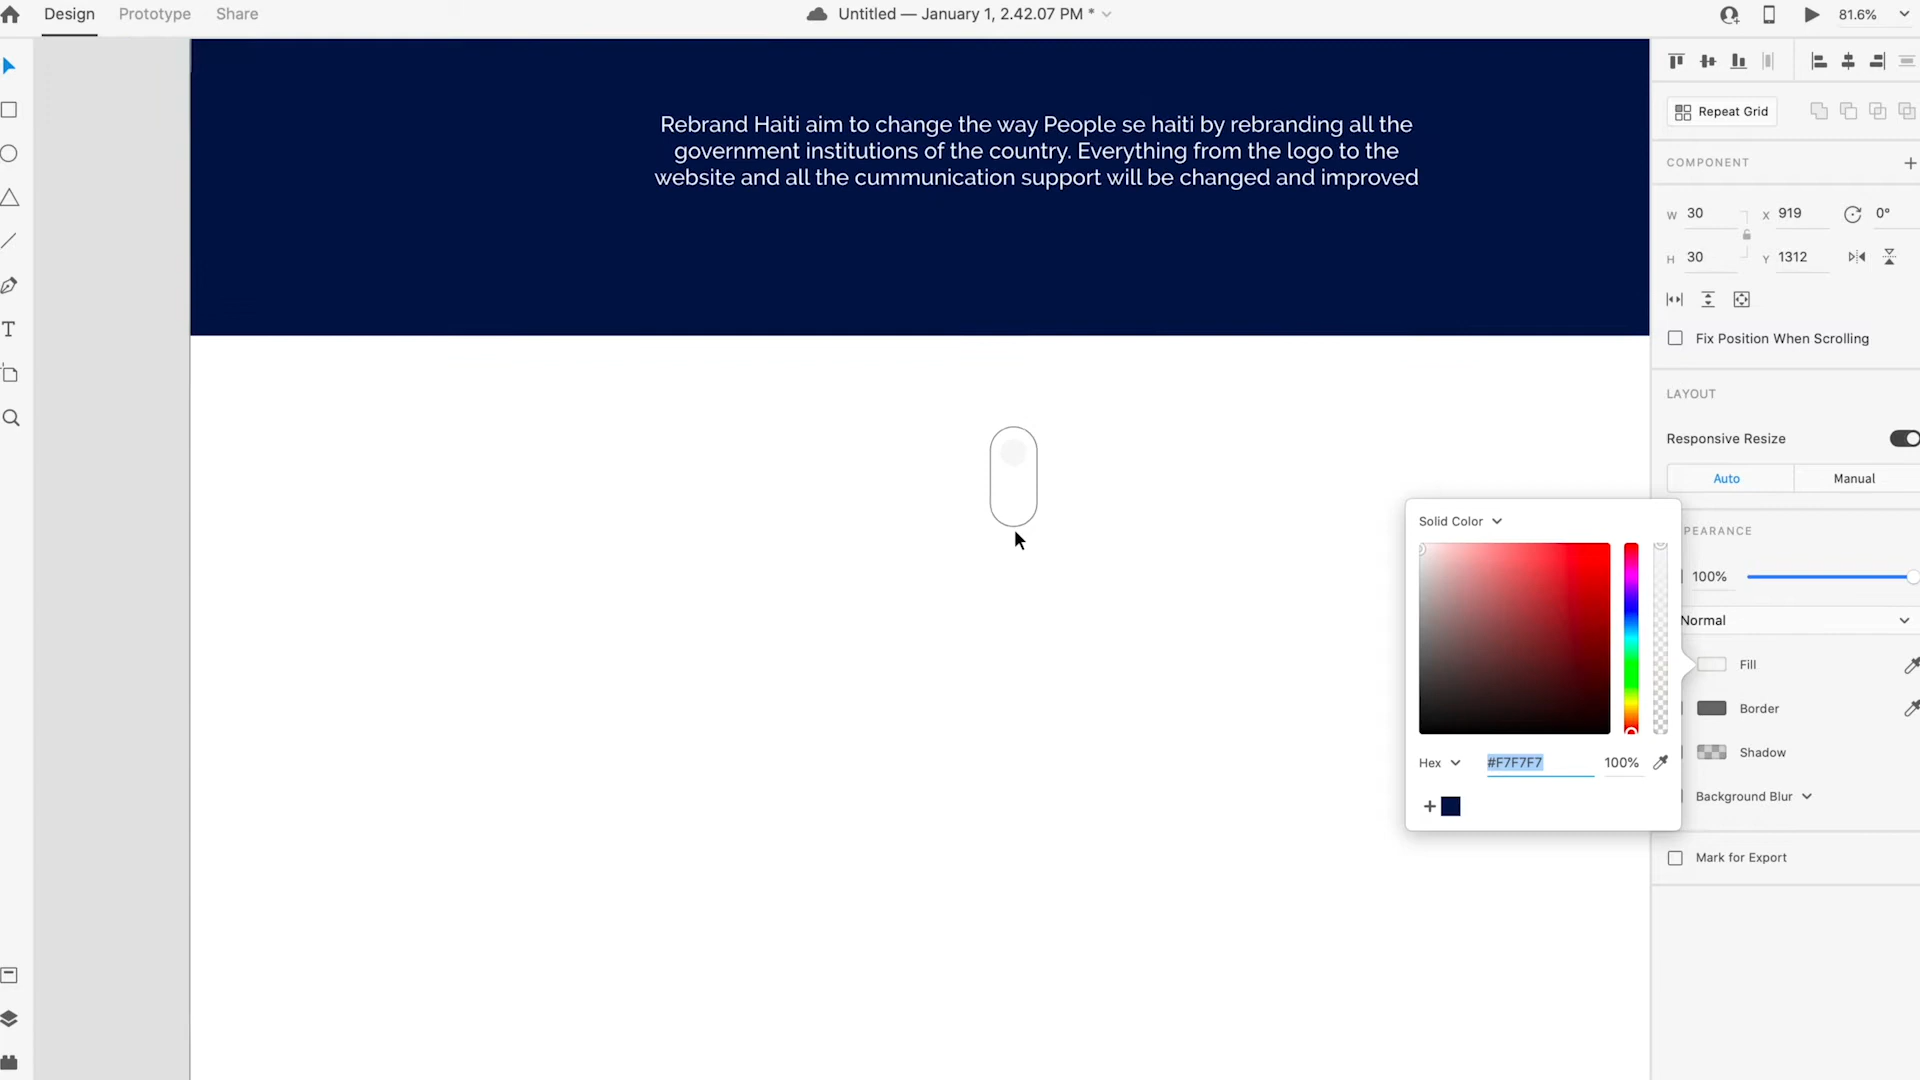 Design Prototype Share
Untitled — January 1, 2.42.07 PM *
81.6%
Rebrand Haiti aim to change the way People se haiti by rebranding all the
government institutions of the country. Everything from the logo to the
website and all the cummunication support will be changed and improved
Repeat Grid
COMPONENT
W 30 X 919 0°
H 30 Y 1312
Fix Position When Scrolling
LAYOUT
Responsive Resize
Auto Manual
PEARANCE
100%
Normal
Fill
Border
Shadow
Background Blur
Mark for Export
Solid Color
Hex #F7F7F7 100%